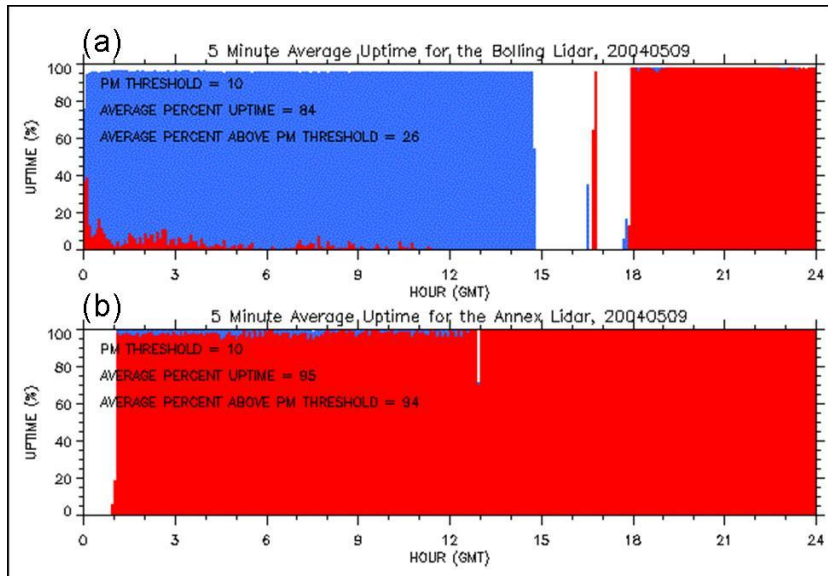 (a)
5 Minute Average Uptime for the Bolling Lidar, 20040509
100
80
60
40
20
0
UPTIME (%)
PM THRESHOLD = 10
AVERAGE PERCENT UPTIME = 84
AVERAGE PERCENT ABOVE PM THRESHOLD = 26
0 3 6 9 12 15 18 21 24
HOUR (GMT)
(b)
5 Minute Average Uptime for the Annex Lidar, 20040509
100
80
60
40
20
0
UPTIME (%)
PM THRESHOLD = 10
AVERAGE PERCENT UPTIME = 95
AVERAGE PERCENT ABOVE PM THRESHOLD = 94
0 3 6 9 12 15 18 21 24
HOUR (GMT)